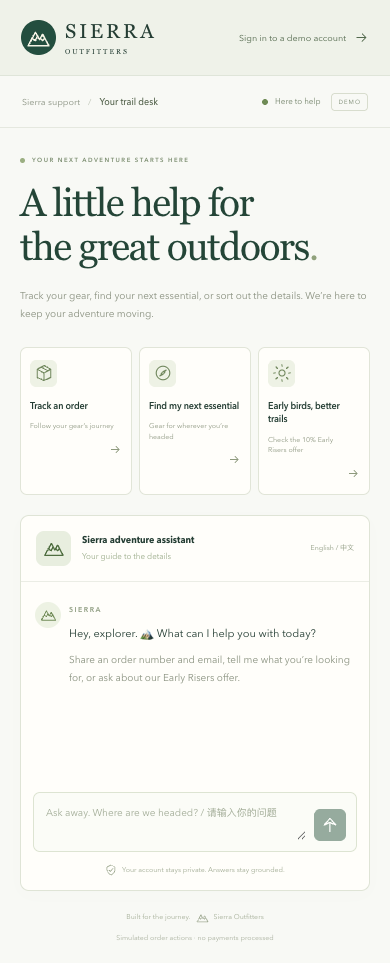 SIERRA
OUTFITTERS
Sign in to a demo account →
Sierra support / Your trail desk
Here to help
DEMO
YOUR NEXT ADVENTURE STARTS HERE
A little help for
the great outdoors.
Track your gear, find your next essential, or sort out the details. We're here to
keep your adventure moving.
Track an order
Follow your gear's journey
→
Find my next essential
Gear for wherever you're
headed
→
Early birds, better
trails
Check the 10% Early
Risers offer
→
Sierra adventure assistant
Your guide to the details
English / 中文
SIERRA
Hey, explorer. 🏔️ What can I help you with today?
Share an order number and email, tell me what you're looking
for, or ask about our Early Risers offer.
Ask away. Where are we headed? / 请输入你的问题
Your account stays private. Answers stay grounded.
Built for the journey. Sierra Outfitters
Simulated order actions · no payments processed